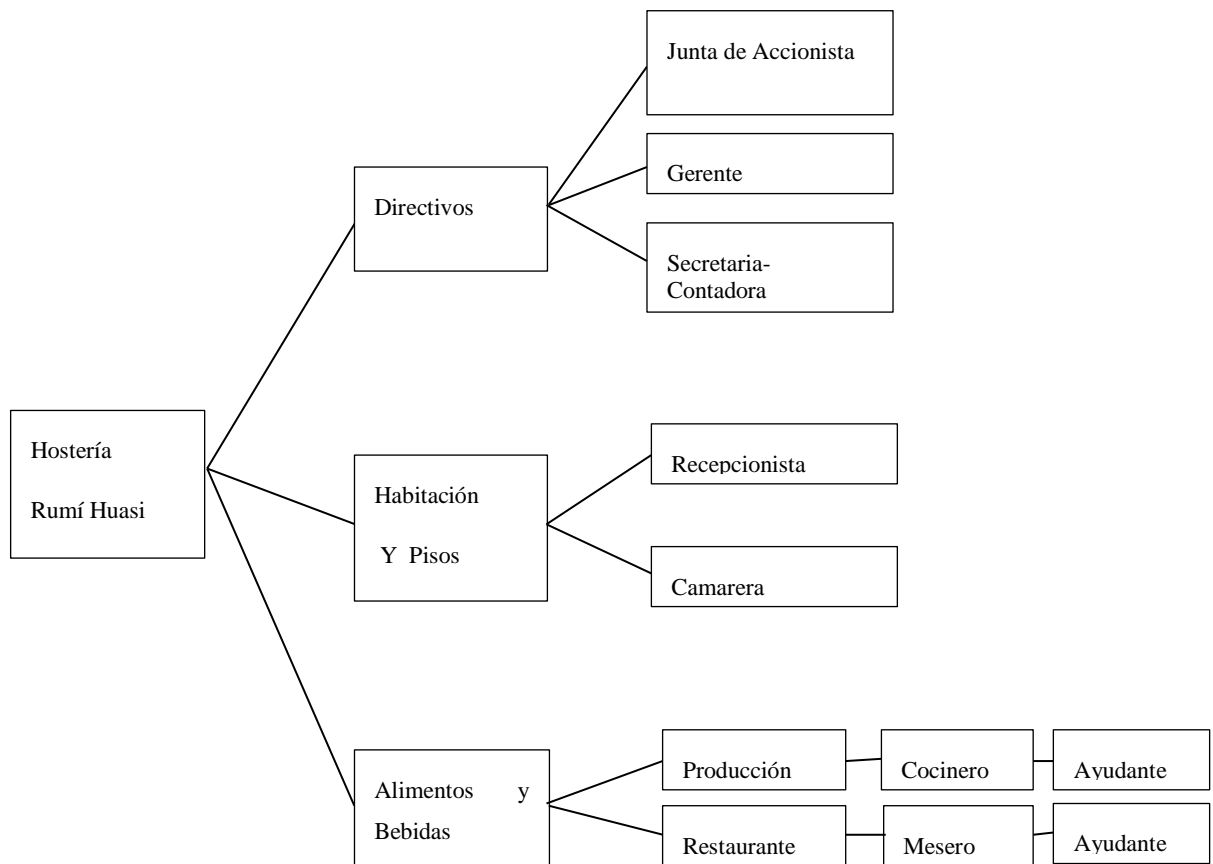 Junta de Accionista
Gerente
Directivos
Secretaria-
Contadora
Hostería
Rumí Huasi
Habitación
Y Pisos
Recepcionista
Camarera
Alimentos y
Bebidas
Producción
Cocinero
Ayudante
Restaurante
Mesero
Ayudante